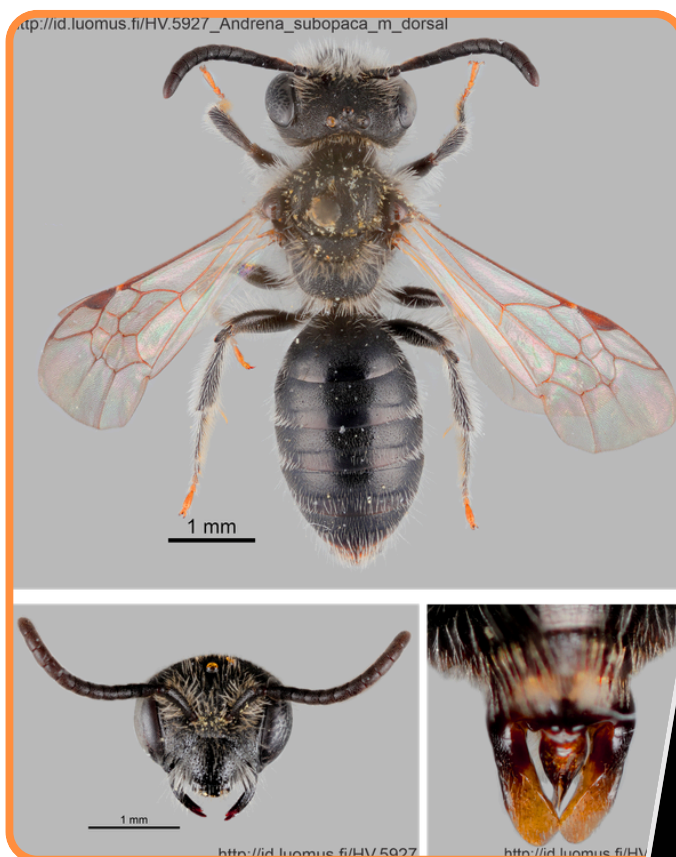 http://id.luomus.fi/HV.5927_Andrena_subopaca_m_dorsal
1 mm
1 mm
http://id.luomus.fi/HV.5927
http://id.luomus.fi/HV